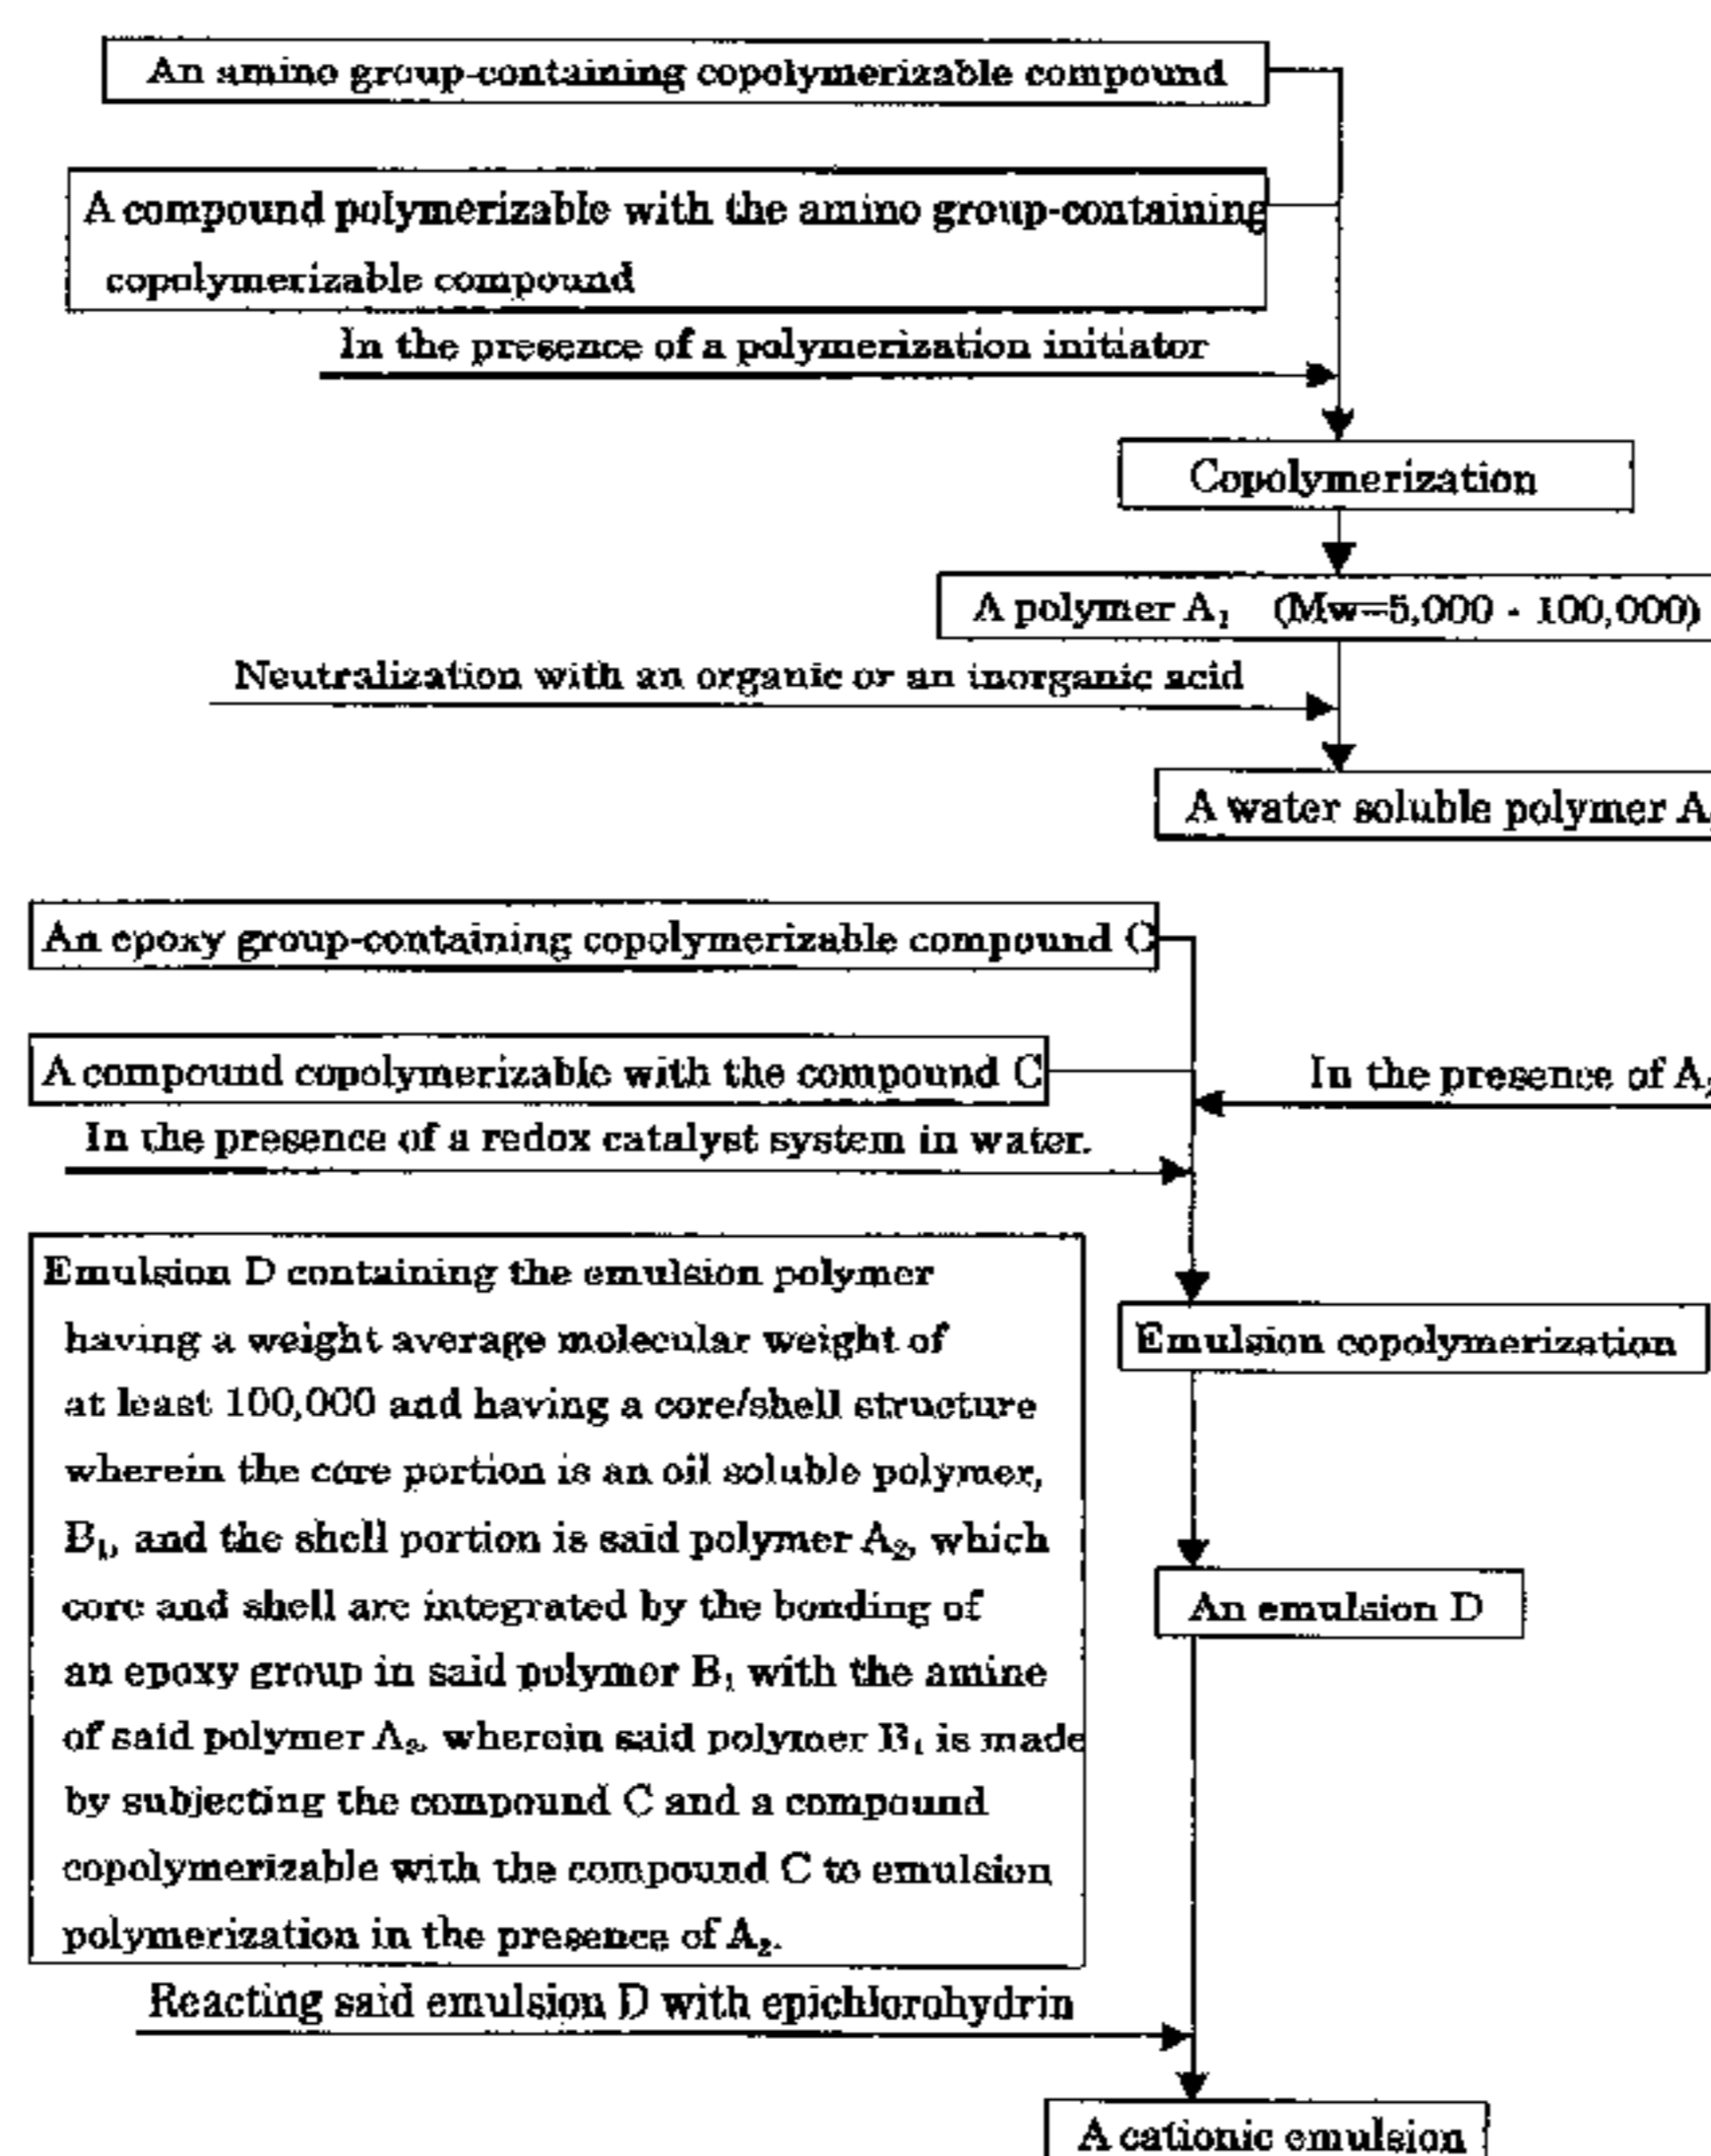 An amino group-containing copolymerizable compound
A compound polymerizable with the amino group-containing
copolymerizable compound
In the presence of a polymerization initiator
Copolymerization
A polymer A₁ (Mw=5,000 - 100,000)
Neutralization with an organic or an inorganic acid
A water soluble polymer A
An epoxy group-containing copolymerizable compound C
A compound copolymerizable with the compound C
In the presence of A₂
In the presence of a redox catalyst system in water.
Emulsion D containing the emulsion polymer
having a weight average molecular weight of
at least 100,000 and having a core/shell structure
wherein the core portion is an oil soluble polymer,
B₁, and the shell portion is said polymer A₂, which
core and shell are integrated by the bonding of
an epoxy group in said polymer B₁ with the amine
of said polymer A₂, wherein said polymer B₁ is made
by subjecting the compound C and a compound
copolymerizable with the compound C to emulsion
polymerization in the presence of A₂.
Emulsion copolymerization
An emulsion D
Reacting said emulsion D with epichlorohydrin
A cationic emulsion